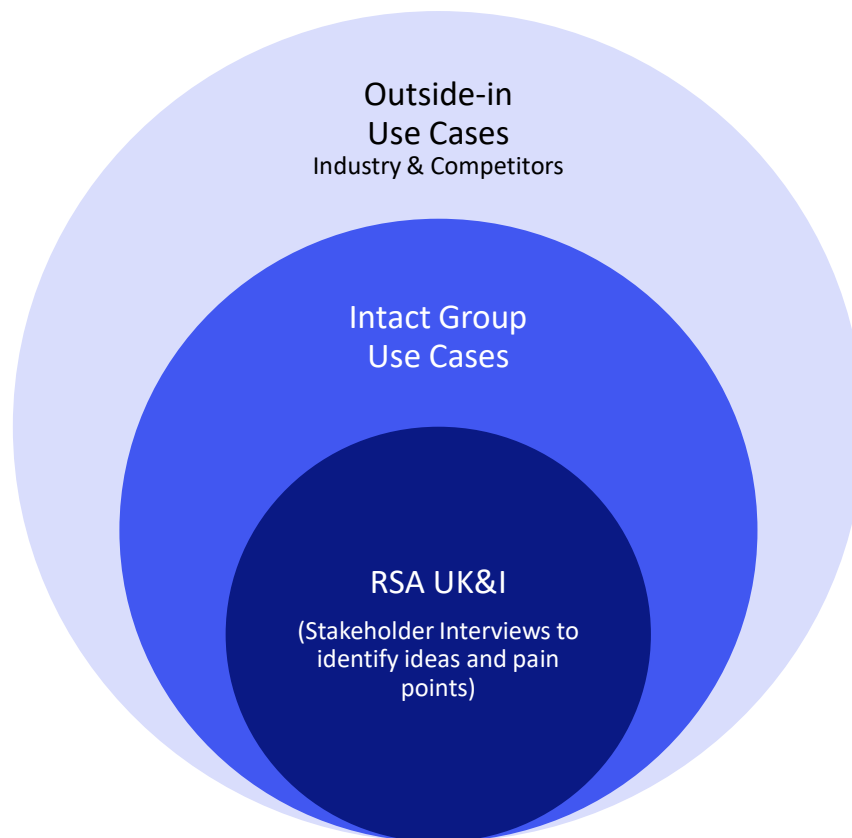 Outside-in
Use Cases
Industry & Competitors
Intact Group
Use Cases
RSA UK&I
(Stakeholder Interviews to
identify ideas and pain
points)